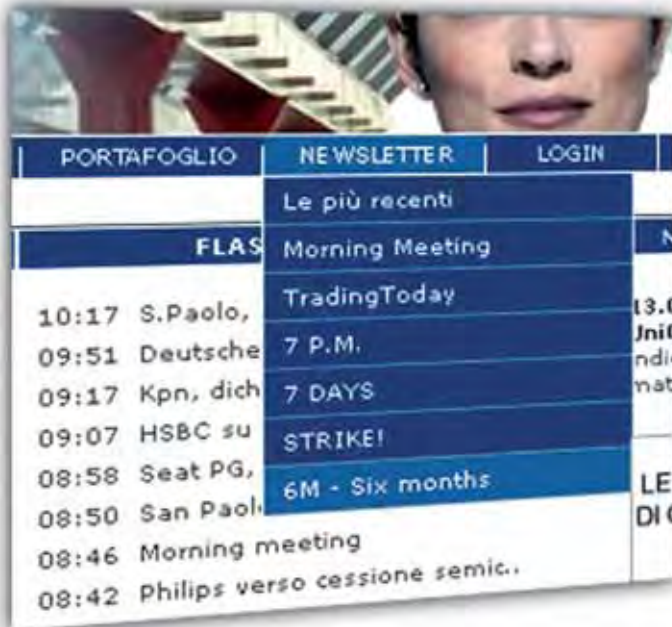 PORTAFOGLIO NEWSLETTER LOGIN
Le più recenti
Morning Meeting
TradingToday
7 P.M.
7 DAYS
STRIKE!
6M - Six months
FLAS
10:17 S.Paolo,
09:51 Deutsche
09:17 Kpn, dich
09:07 HSBC su
08:58 Seat PG,
08:50 San Paol
08:46 Morning meeting
08:42 Philips verso cessione semic..
LE
DI